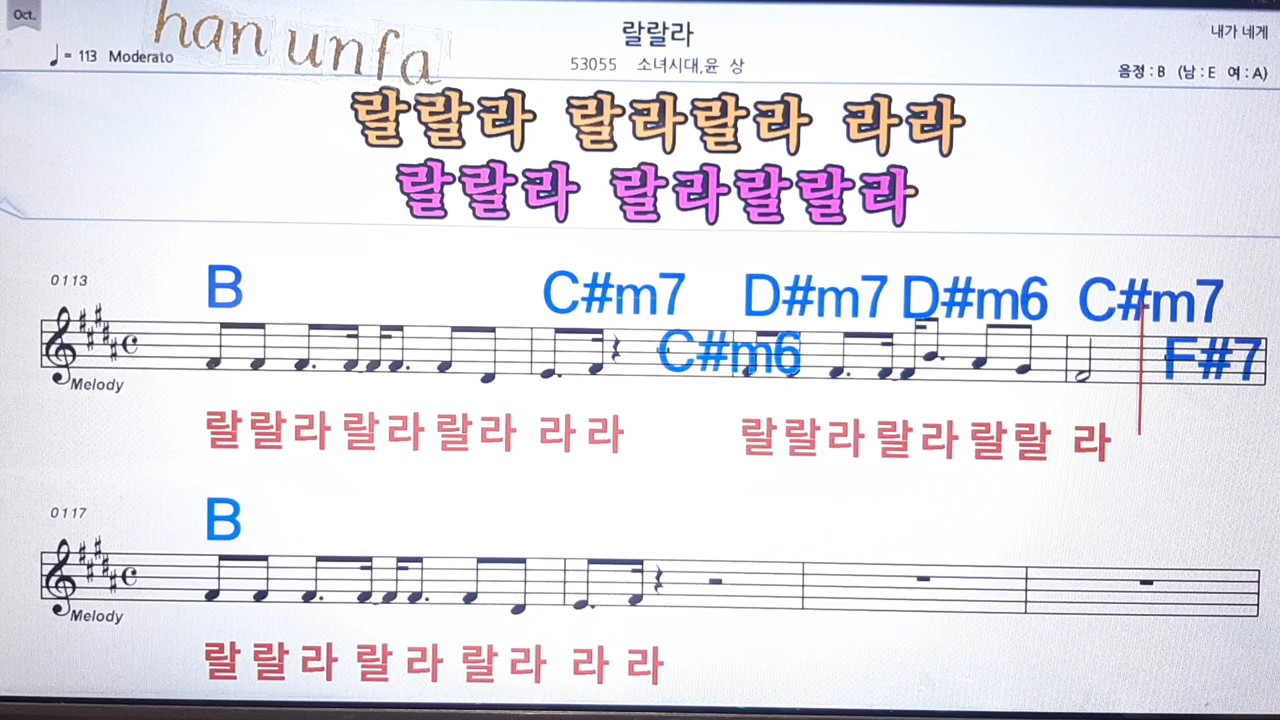 Oct.
han unfa
랄랄라
내가 네게
♩= 113 Moderato
53055 소녀시대,윤 상
음정 : B (남 : E 여 : A)
랄랄라 랄라랄라 라라
랄랄라 랄라랄랄라
0113
B C#m7 C#m6 D#m7 D#m6 C#m7 F#7
Melody
랄랄라 랄라 랄라 라라 랄랄라 랄라 랄랄 라
0117
B
Melody
랄 랄 라 랄 라 랄 라 라 라